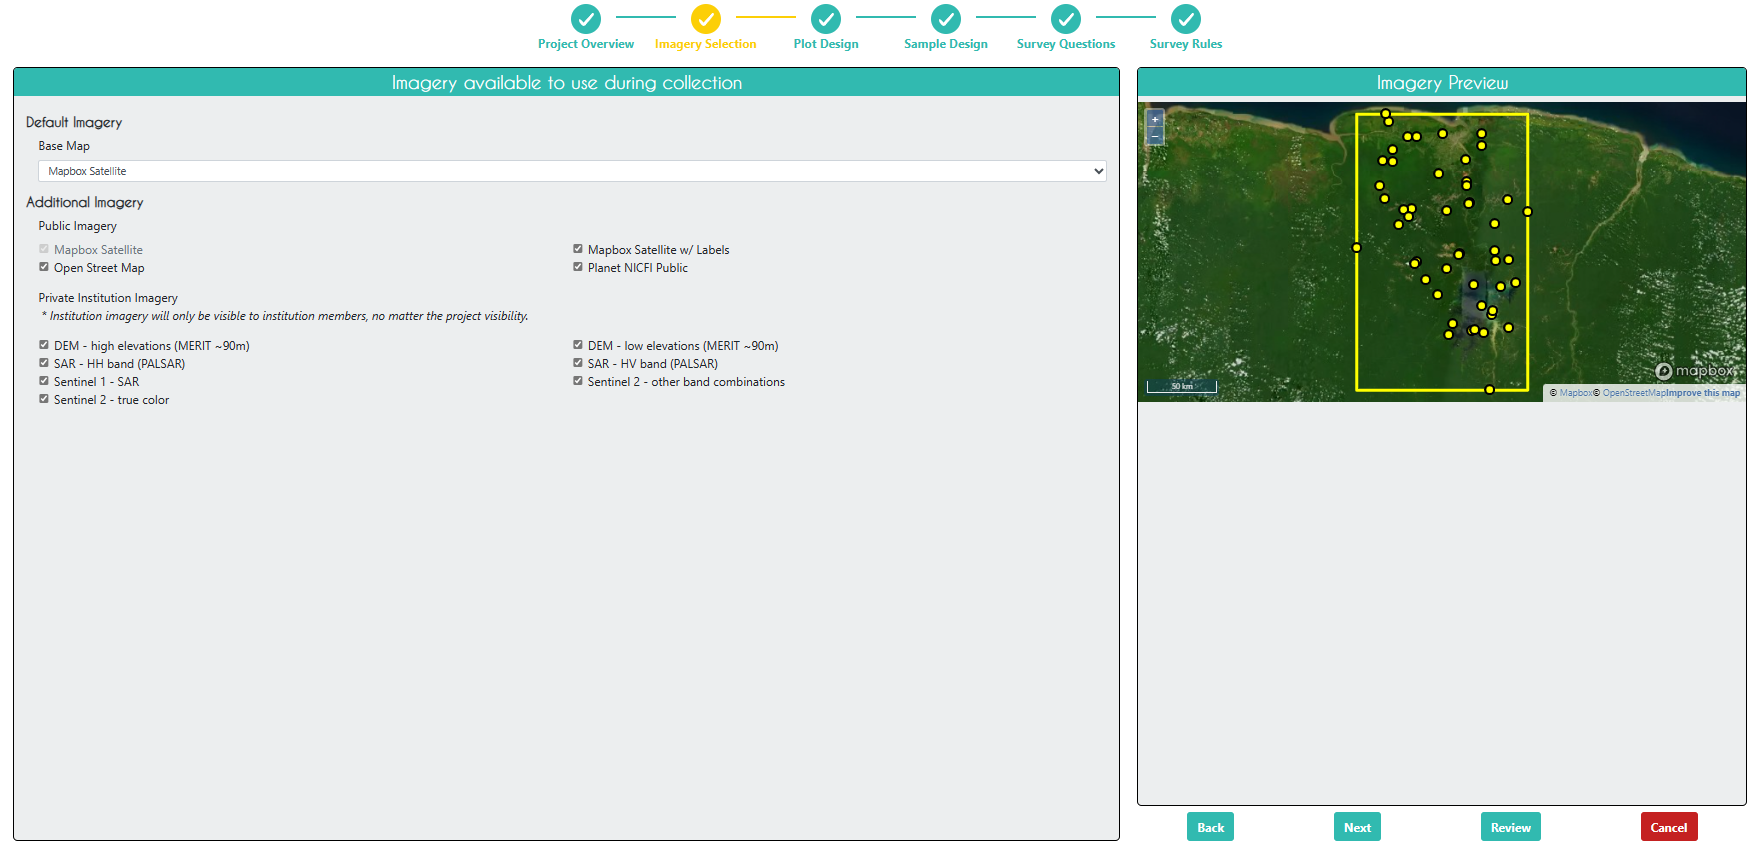 Project Overview
Imagery Selection
Plot Design
Sample Design
Survey Questions
Survey Rules
Imagery available to use during collection
Default Imagery
Base Map
Mapbox Satellite
Additional Imagery
Public Imagery
Mapbox Satellite
Mapbox Satellite w/ Labels
Open Street Map
Planet NICFI Public
Private Institution Imagery
* Institution imagery will only be visible to institution members, no matter the project visibility.
DEM - high elevations (MERIT ~90m)
DEM - low elevations (MERIT ~90m)
SAR - HH band (PALSAR)
SAR - HV band (PALSAR)
Sentinel 1 - SAR
Sentinel 2 - other band combinations
Sentinel 2 - true color
Imagery Preview
+
–
50 km
mapbox
© Mapbox© OpenStreetMapImprove this map
Back
Next
Review
Cancel